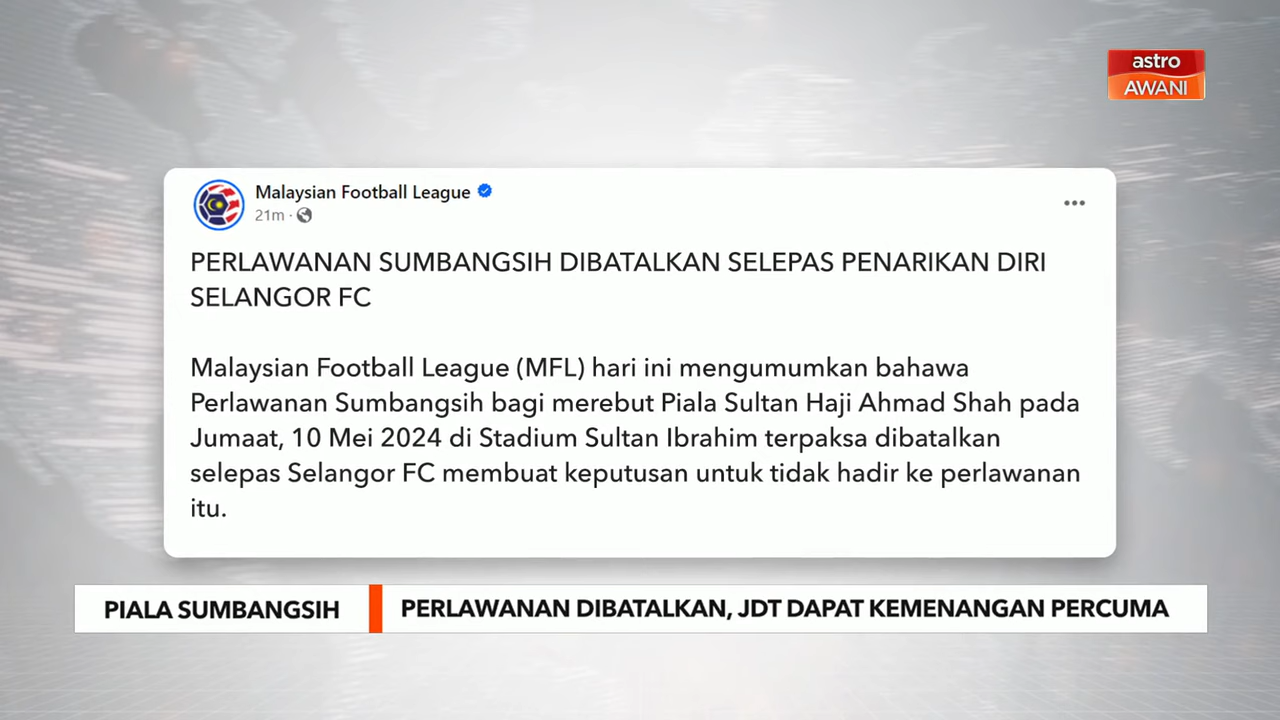 astro
AWANI
Malaysian Football League
21m ·
PERLAWANAN SUMBANGSIH DIBATALKAN SELEPAS PENARIKAN DIRI
SELANGOR FC
Malaysian Football League (MFL) hari ini mengumumkan bahawa
Perlawanan Sumbangsih bagi merebut Piala Sultan Haji Ahmad Shah pada
Jumaat, 10 Mei 2024 di Stadium Sultan Ibrahim terpaksa dibatalkan
selepas Selangor FC membuat keputusan untuk tidak hadir ke perlawanan
itu.
PIALA SUMBANGSIH
PERLAWANAN DIBATALKAN, JDT DAPAT KEMENANGAN PERCUMA